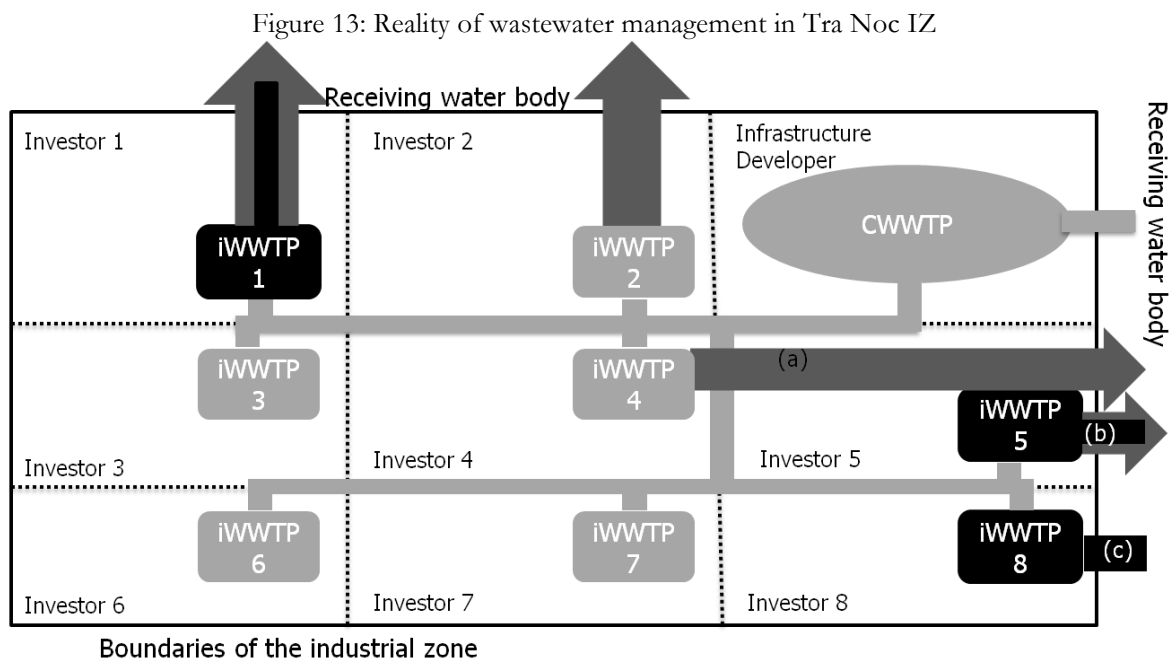 Figure 13: Reality of wastewater management in Tra Noc IZ
Receiving water body
Investor 1
Investor 2
Infrastructure
Developer
Receiving water body
CWWTP
iWWTP
1
iWWTP
2
iWWTP
3
iWWTP
4
(a)
iWWTP
5
(b)
Investor 3
Investor 4
Investor 5
iWWTP
6
iWWTP
7
iWWTP
8
(c)
Investor 6
Investor 7
Investor 8
Boundaries of the industrial zone